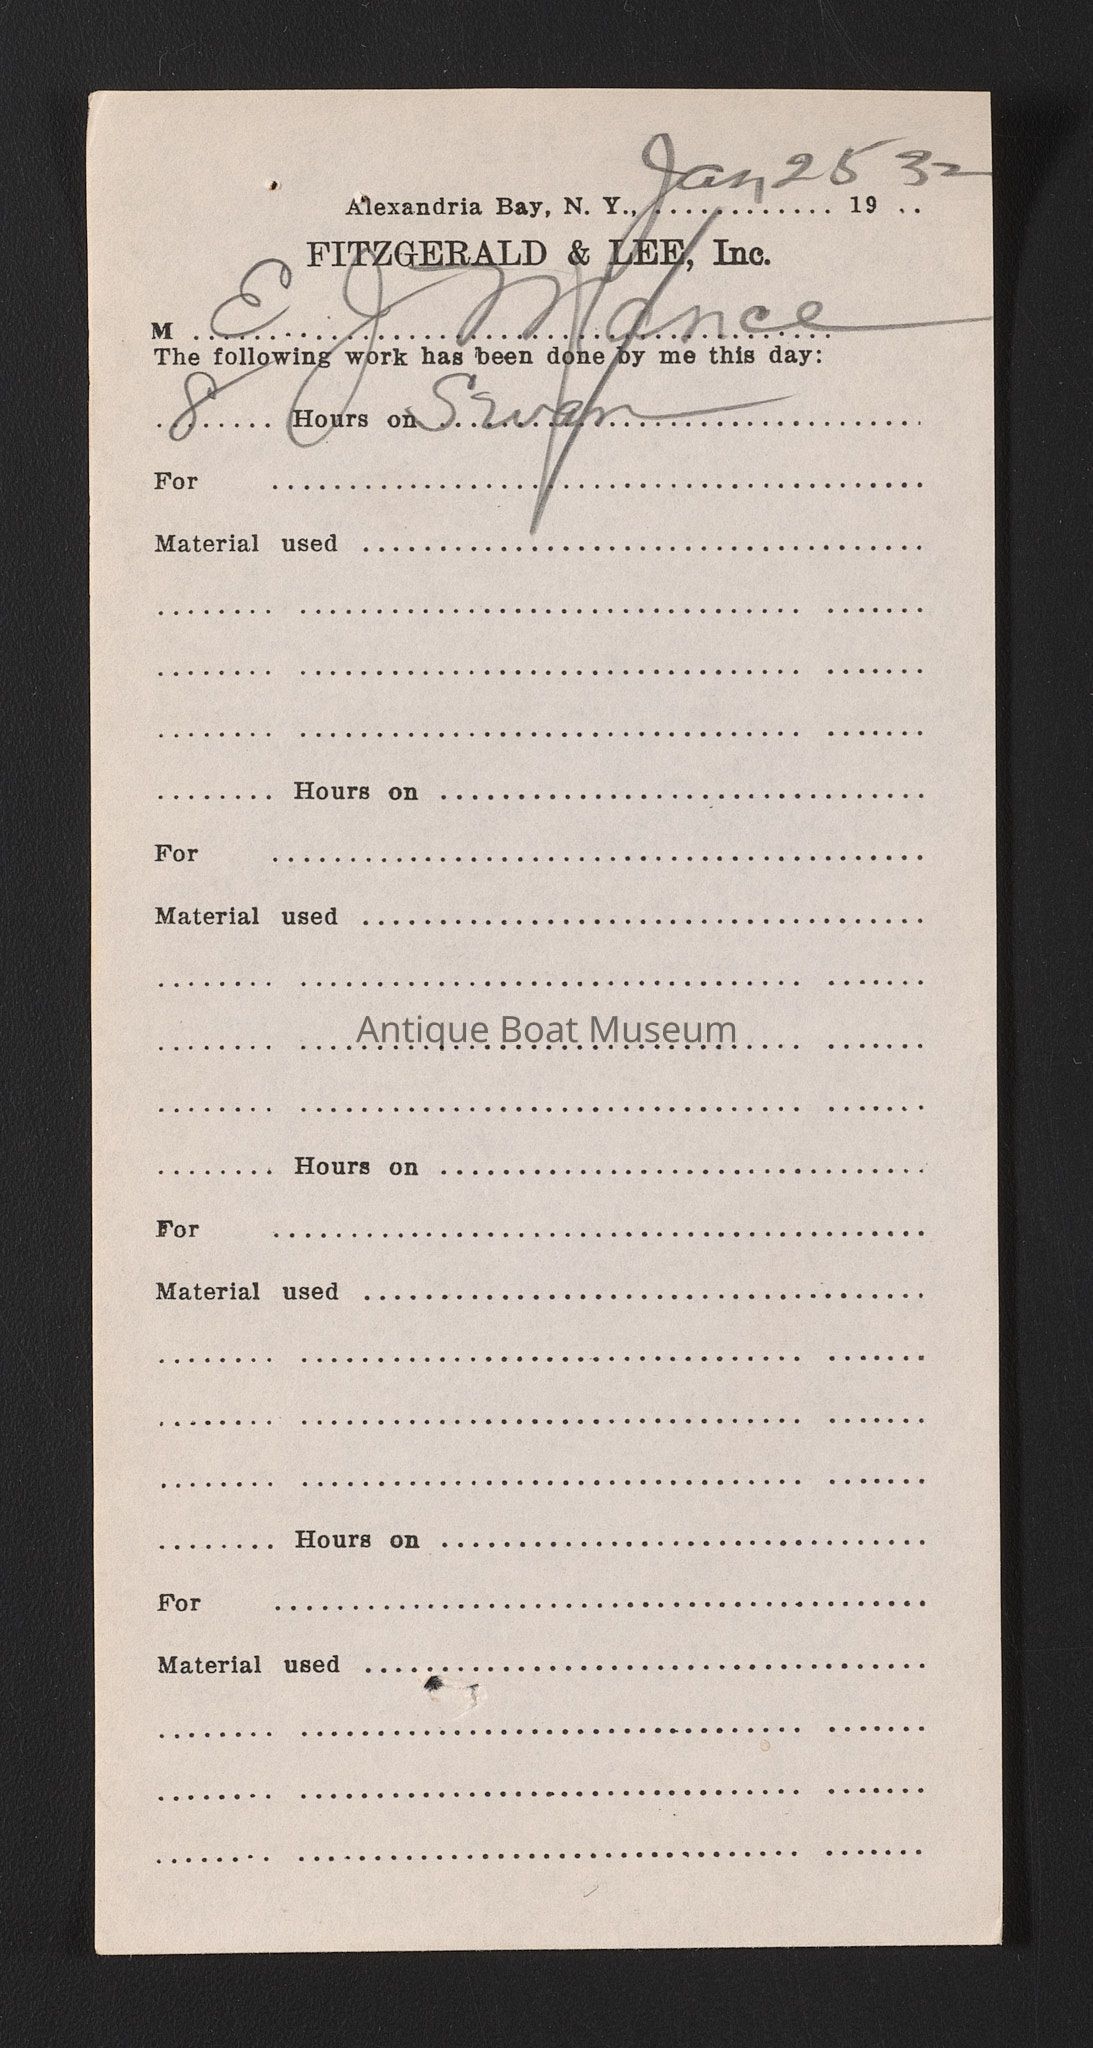 Jan 25 32
Alexandria Bay, N. Y., ............ 19 ..
FITZGERALD & LEE, Inc.
M E J Mance
The following work has been done by me this day:
8 Hours on Swan
For ..........
Material used ..........
........ .......... .......
........ .......... .......
........ .......... .......
........ Hours on ..........
For ..........
Material used ..........
........ .......... .......
Antique Boat Museum
........ .......... .......
........ .......... .......
........ Hours on ..........
For ..........
Material used ..........
........ .......... .......
........ .......... .......
........ .......... .......
........ Hours on ..........
For ..........
Material used ..........
........ .......... .......
........ .......... .......
........ .......... .......